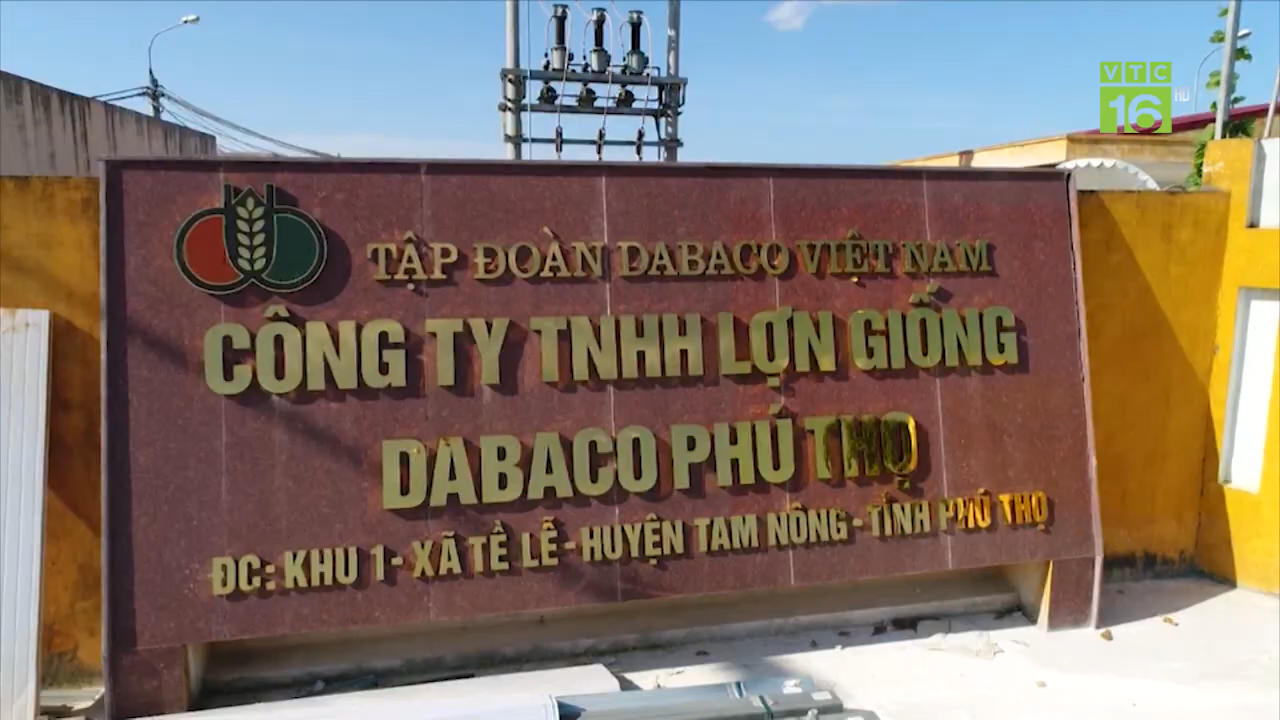 VTC
16 HD
TẬP ĐOÀN DABACO VIỆT NAM
CÔNG TY TNHH LỢN GIỐNG
DABACO PHÚ THỌ
ĐC: KHU 1 - XÃ TỀ LỄ - HUYỆN TAM NÔNG - TỈNH PHÚ THỌ